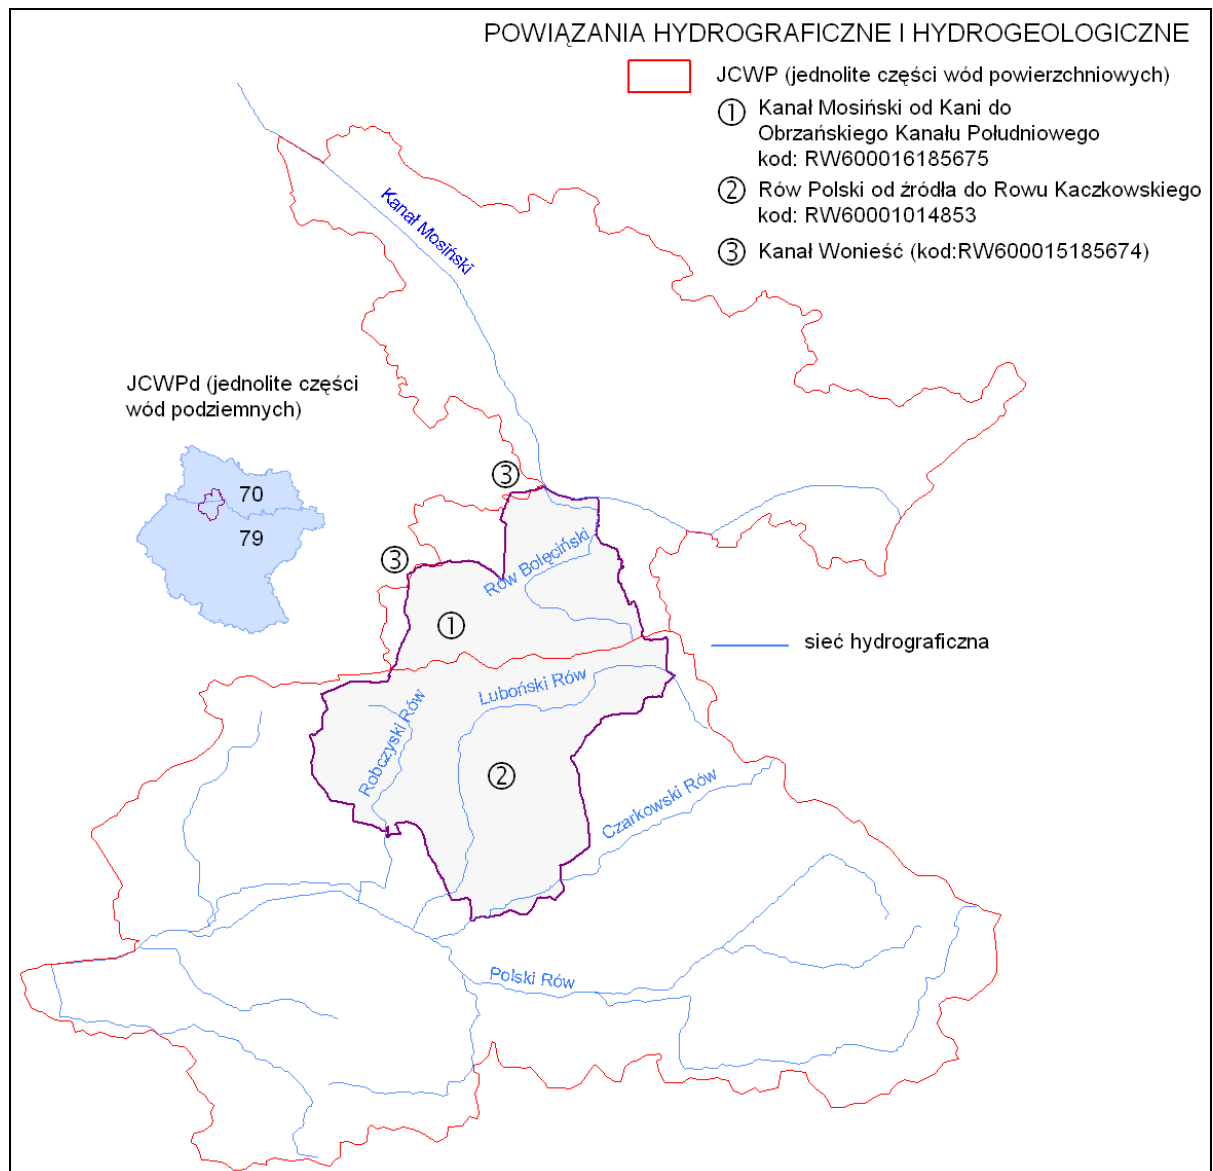 POWIĄZANIA HYDROGRAFICZNE I HYDROGEOLOGICZNE
JCWP (jednolite części wód powierzchniowych)
① Kanał Mosiński od Kani do
Obrzańskiego Kanału Południowego
kod: RW600016185675
② Rów Polski od źródła do Rowu Kaczkowskiego
kod: RW60001014853
③ Kanał Wonieść (kod:RW600015185674)
Kanał Mosiński
JCWPd (jednolite części
wód podziemnych)
70
79
③
③
Rów Bolęciński
①
sieć hydrograficzna
Luboński Rów
Robczyski Rów
②
Czarkowski Rów
Polski Rów